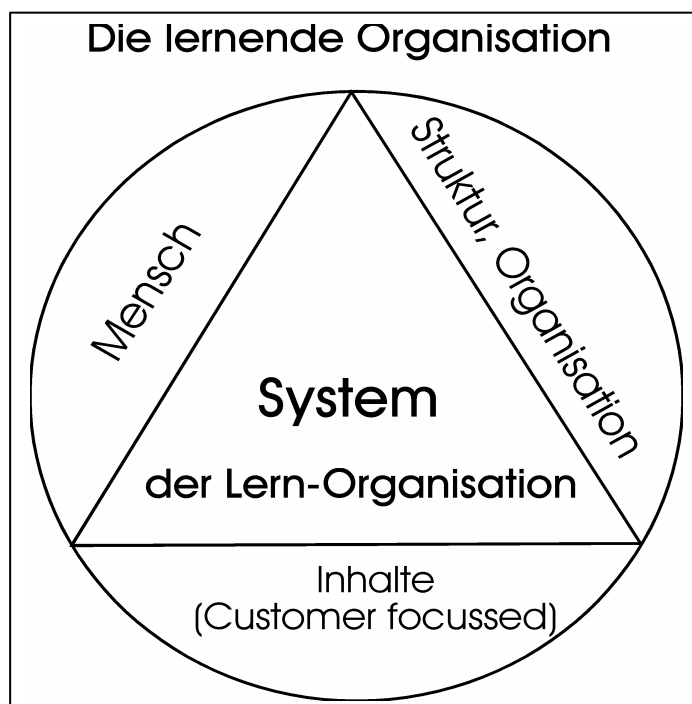 Die lernende Organisation
Mensch
Struktur, Organisation
System
der Lern-Organisation
Inhalte
(Customer focussed)